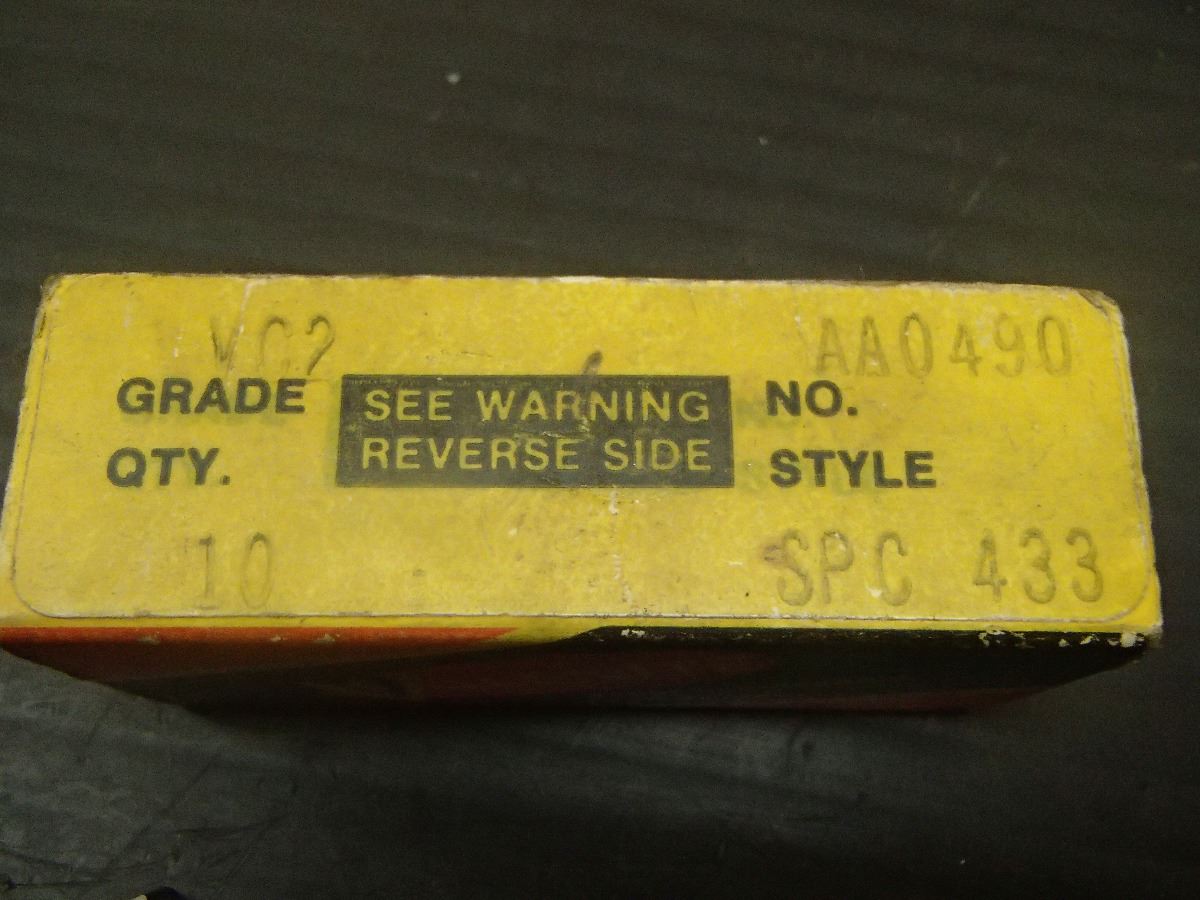 VC2 AA0490
GRADE SEE WARNING NO.
QTY. REVERSE SIDE STYLE
10 SPC 433